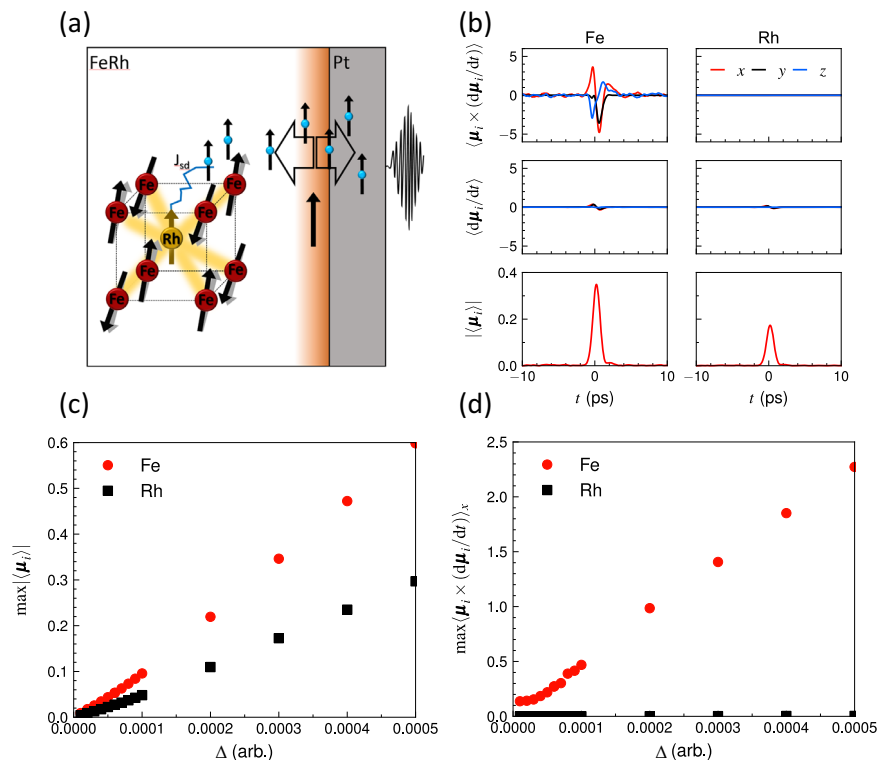 (a)
FeRh
Pt
J_sd
Fe
Fe
Fe
Fe
Rh
Fe
Fe
Fe
Fe
(b)
Fe
Rh
⟨μ_i × (dμ_i/dt)⟩
5
0
−5
x y z
⟨dμ_i/dt⟩
5
0
−5
|⟨μ_i⟩|
0.4
0.2
0.0
−10 0 10
−10 0 10
t (ps)
t (ps)
(c)
max|⟨μ_i⟩|
0.6
0.5
0.4
0.3
0.2
0.1
0.0
Fe
Rh
0.0000 0.0001 0.0002 0.0003 0.0004 0.0005
Δ (arb.)
(d)
max⟨μ_i × (dμ_i/dt)⟩_x
2.5
2.0
1.5
1.0
0.5
0.0
Fe
Rh
0.0000 0.0001 0.0002 0.0003 0.0004 0.0005
Δ (arb.)